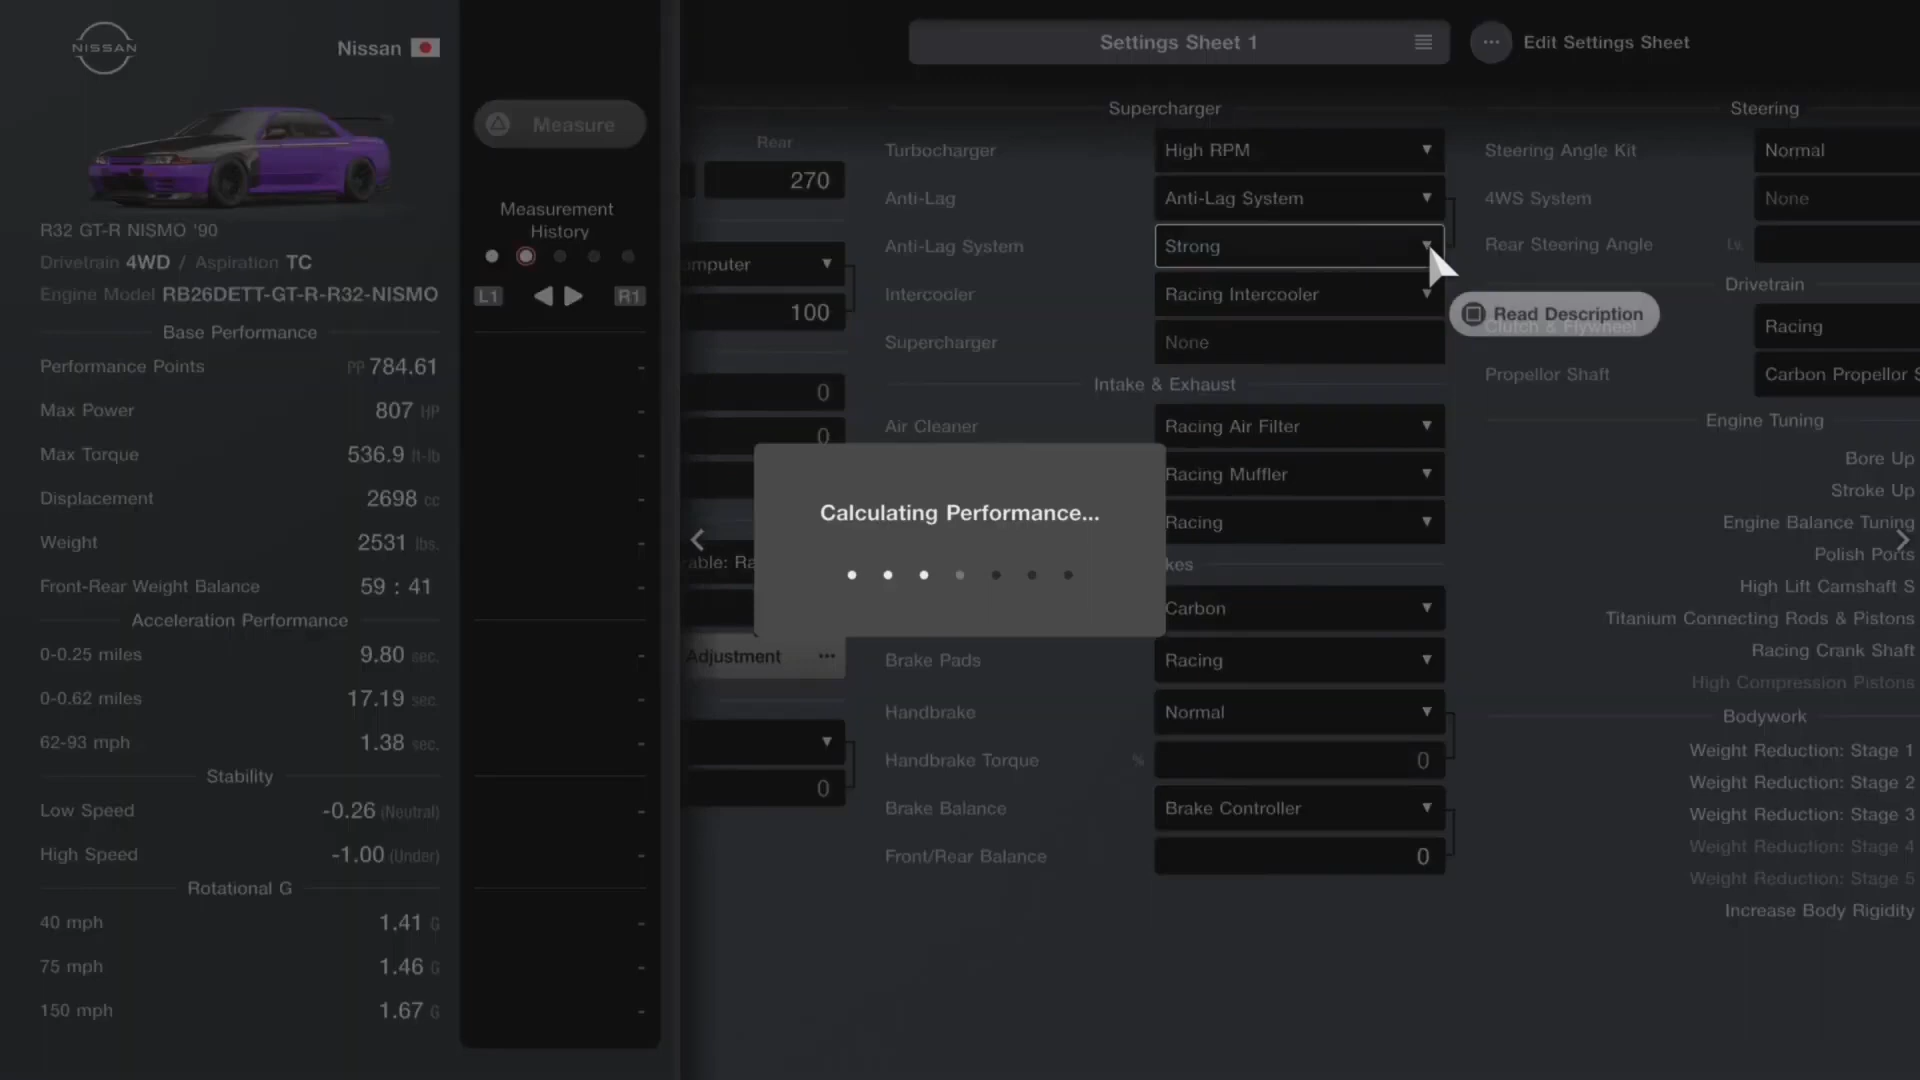 NISSAN
Nissan
R32 GT-R NISMO '90
Drivetrain 4WD / Aspiration TC
Engine Model RB26DETT-GT-R-R32-NISMO
Base Performance
Performance Points PP 784.61
Max Power 807 HP
Max Torque 536.9 ft-lb
Displacement 2698 cc
Weight 2531 lbs.
Front-Rear Weight Balance 59 : 41
Acceleration Performance
0-0.25 miles 9.80 sec.
0-0.62 miles 17.19 sec.
62-93 mph 1.38 sec.
Stability
Low Speed -0.26 (Neutral)
High Speed -1.00 (Under)
Rotational G
40 mph 1.41 G
75 mph 1.46 G
150 mph 1.67 G
Measure
Measurement
History
L1 R1
- 
-
-
-
-
-
-
-
-
-
-
-
-
-
Settings Sheet 1
Edit Settings Sheet
Rear
270
omputer
100
0
0
able: Ra
Adjustment
0
Supercharger
Turbocharger High RPM
Anti-Lag Anti-Lag System
Anti-Lag System Strong
Intercooler Racing Intercooler
Supercharger None
Intake & Exhaust
Air Cleaner Racing Air Filter
Racing Muffler
Racing
kes
Carbon
Brake Pads Racing
Handbrake Normal
Handbrake Torque % 0
Brake Balance Brake Controller
Front/Rear Balance 0
Calculating Performance...
Read Description
Steering
Steering Angle Kit Normal
4WS System None
Rear Steering Angle Lv.
Drivetrain
Clutch & Flywheel Racing
Propellor Shaft Carbon Propellor S
Engine Tuning
Bore Up
Stroke Up
Engine Balance Tuning
Polish Ports
High Lift Camshaft S
Titanium Connecting Rods & Pistons
Racing Crank Shaft
High Compression Pistons
Bodywork
Weight Reduction: Stage 1
Weight Reduction: Stage 2
Weight Reduction: Stage 3
Weight Reduction: Stage 4
Weight Reduction: Stage 5
Increase Body Rigidity